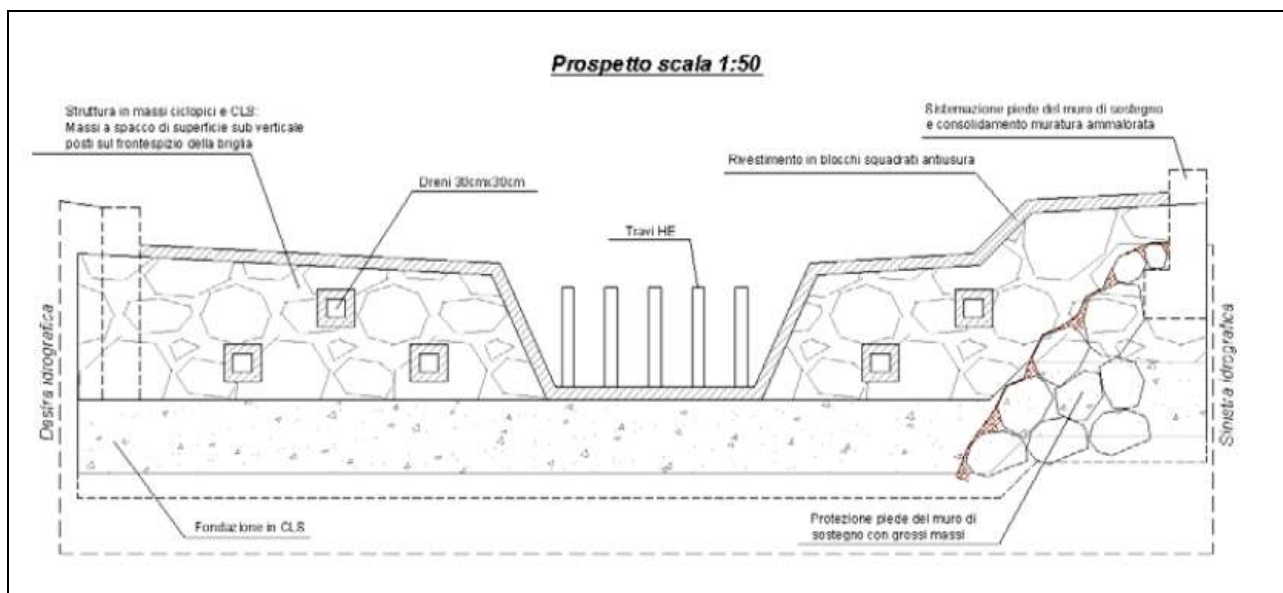 Prospetto scala 1:50
Struttura in massi ciclopici e CLS:
Massi a spacco di superficie sub verticale
posti sul frontespizio della briglia
Dreni 30cmx30cm
Travi HE
Sistemazione piede del muro di sostegno
e consolidamento muratura ammalorata
Rivestimento in blocchi squadrati antiusura
Destra idrografica
Sinistra idrografica
Fondazione in CLS
Protezione piede del muro di
sostegno con grossi massi